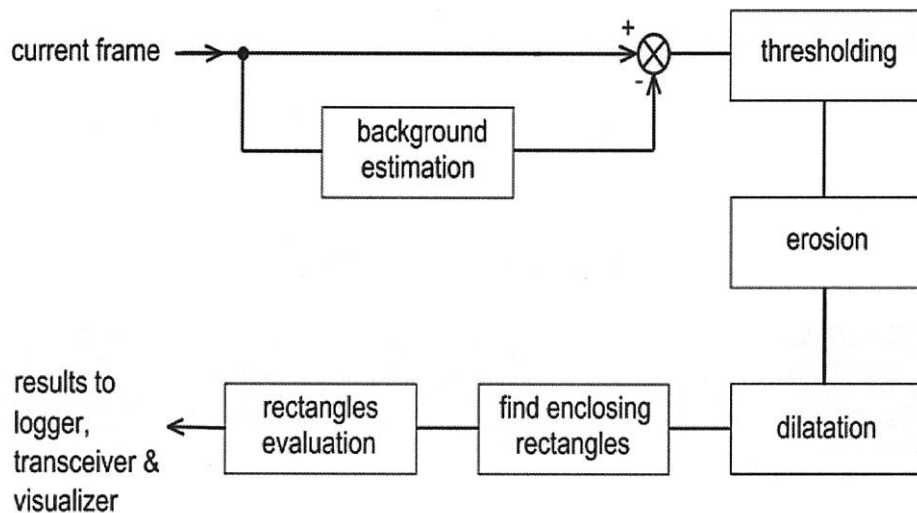 current frame
+
-
thresholding
background
estimation
erosion
dilatation
find enclosing
rectangles
rectangles
evaluation
results to
logger,
transceiver &
visualizer